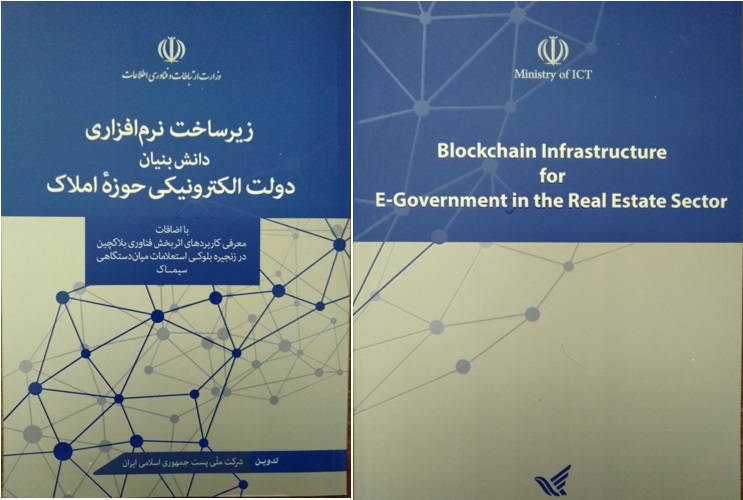 وزارت ارتباطات و فناوری اطلاعات
زیرساخت نرم‌افزاری
دانش بنیان
دولت الکترونیکی حوزهٔ املاک
با اضافات
معرفی کاربردهای اثربخش فناوری بلاکچین
در زنجیره بلوکی استعلامات میان‌دستگاهی
سیمـاک
تدوین شرکت ملّی پست جمهوری اسلامی ایران
Ministry of ICT
Blockchain Infrastructure
for
E-Government in the Real Estate Sector